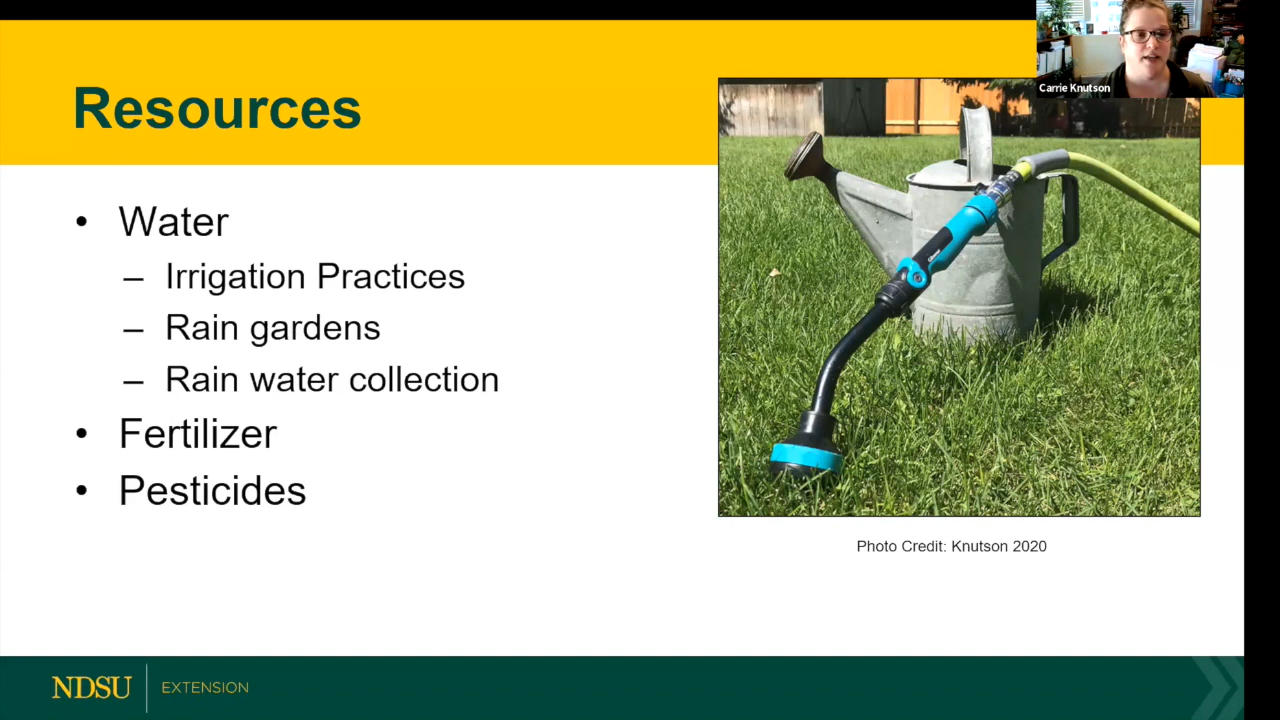 Resources
Carrie Knutson
• Water
– Irrigation Practices
– Rain gardens
– Rain water collection
• Fertilizer
• Pesticides
Photo Credit: Knutson 2020
NDSU EXTENSION